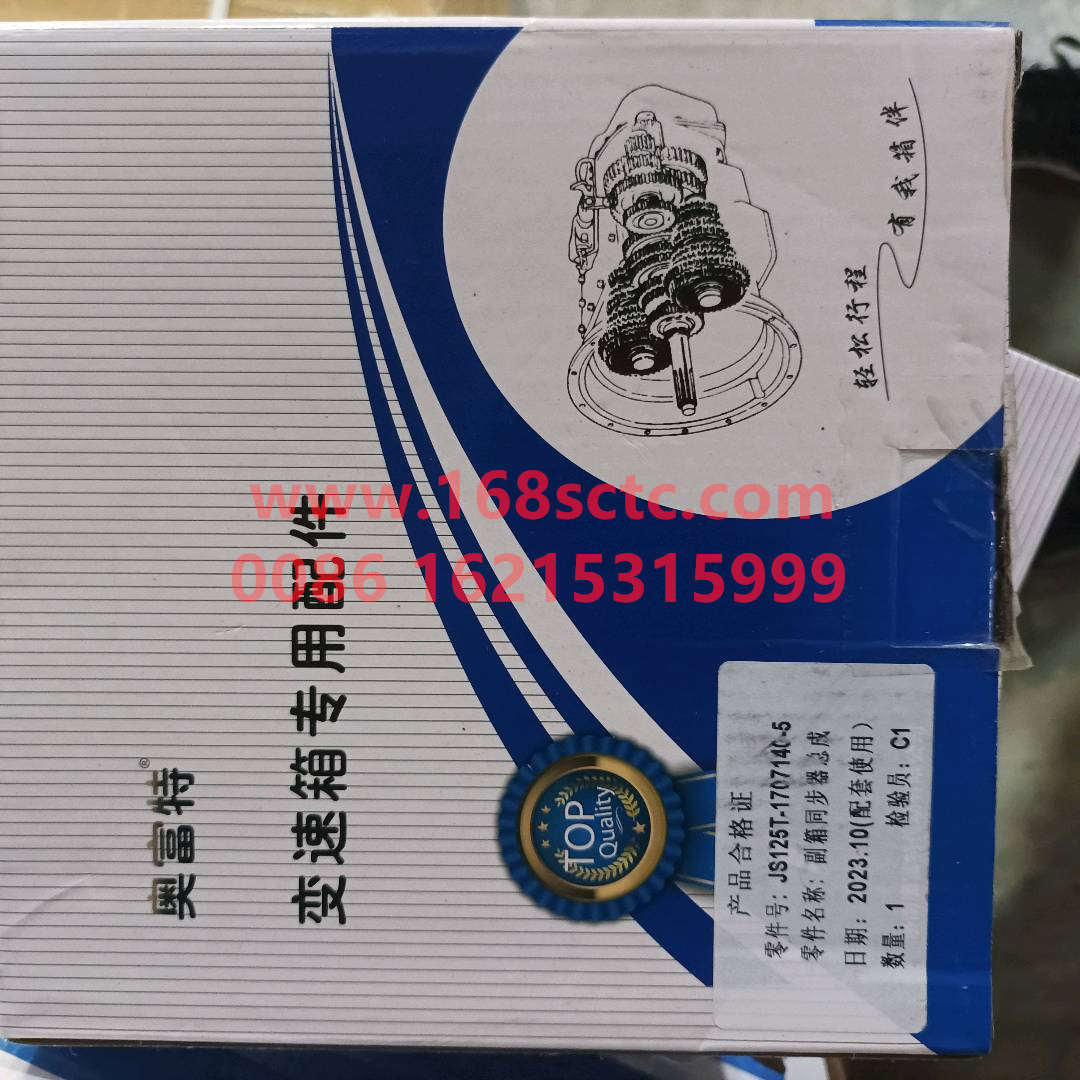 奥富特®
变速箱专用配件
轻松行程
有我相伴
TOP
Quality
产品合格证
零件号：JS125T-1707140-5
零件名称：副箱同步器总成
日期：2023.10(配套使用)
数量：1 检验员：C1
www.168sctc.com
0086 16215315999